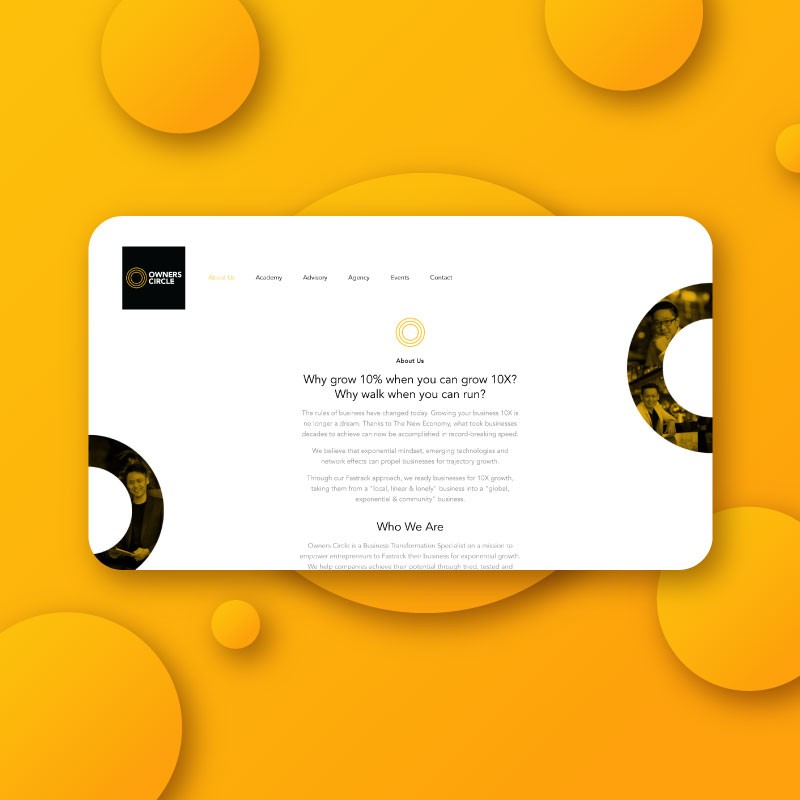 OWNERS
CIRCLE
About Us Academy Advisory Agency Events Contact
About Us
Why grow 10% when you can grow 10X?
Why walk when you can run?
The rules of business have changed today. Growing your business 10X is
no longer a dream. Thanks to The New Economy, what took businesses
decades to achieve can now be accomplished in record-breaking speed.
We believe that exponential mindset, emerging technologies and
network effects can propel businesses for trajectory growth.
Through our Fastrack approach, we ready businesses for 10X growth,
taking them from a "local, linear & lonely" business into a "global,
exponential & community" business.
Who We Are
Owners Circle is a Business Transformation Specialist on a mission to
empower entrepreneurs to Fastrack their business for exponential growth.
We help companies achieve their potential through tried, tested and